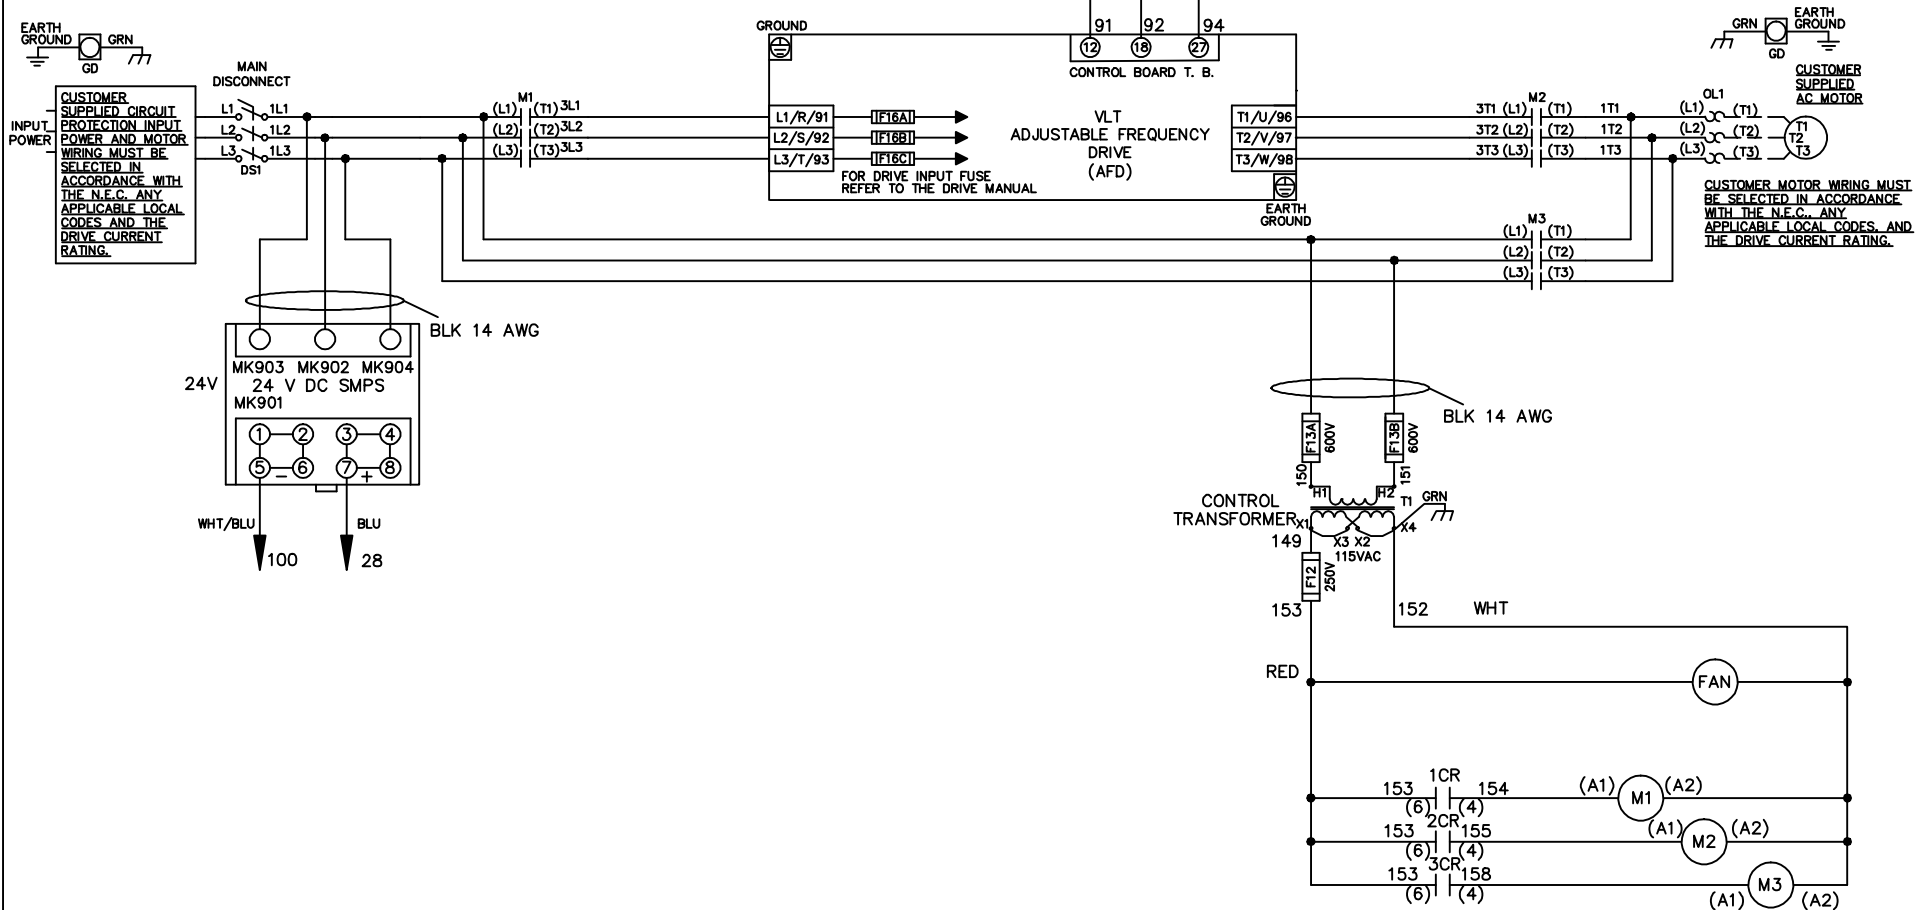 91 92 94
EARTH
GROUND
GRN
GD
GROUND
12 18 27
CONTROL BOARD T. B.
EARTH
GROUND
GRN
GD
CUSTOMER
SUPPLIED
AC MOTOR
MAIN
DISCONNECT
INPUT
POWER
CUSTOMER
SUPPLIED CIRCUIT
PROTECTION INPUT
POWER AND MOTOR
WIRING MUST BE
SELECTED IN
ACCORDANCE WITH
THE N.E.C. ANY
APPLICABLE LOCAL
CODES AND THE
DRIVE CURRENT
RATING.
L1 1L1
L2 1L2
L3 1L3
DS1
M1
(L1) (T1) 3L1
(L2) (T2) 3L2
(L3) (T3) 3L3
L1/R/91
L2/S/92
L3/T/93
F16A
F16B
F16C
FOR DRIVE INPUT FUSE
REFER TO THE DRIVE MANUAL
VLT
ADJUSTABLE FREQUENCY
DRIVE
(AFD)
T1/U/96
T2/V/97
T3/W/98
EARTH
GROUND
M2
3T1 (L1) (T1) 1T1
3T2 (L2) (T2) 1T2
3T3 (L3) (T3) 1T3
OL1
(L1) (T1)
(L2) (T2)
(L3) (T3)
T1
T2
T3
CUSTOMER MOTOR WIRING MUST
BE SELECTED IN ACCORDANCE
WITH THE N.E.C., ANY
APPLICABLE LOCAL CODES, AND
THE DRIVE CURRENT RATING.
M3
(L1) (T1)
(L2) (T2)
(L3) (T3)
BLK 14 AWG
MK903 MK902 MK904
24V
24 V DC SMPS
MK901
1 2 3 4
5 6 7 8
− +
WHT/BLU
BLU
100
28
BLK 14 AWG
F13A
600V
F13B
600V
150
151
H1 H2
T1
GRN
CONTROL
TRANSFORMER
X1
X3 X2
X4
115VAC
149
F12
250V
153
152
WHT
RED
FAN
1CR
153 154
(6) (4)
(A1) M1 (A2)
2CR
153 155
(6) (4)
(A1) M2 (A2)
3CR
153 158
(6) (4)
(A1) M3 (A2)